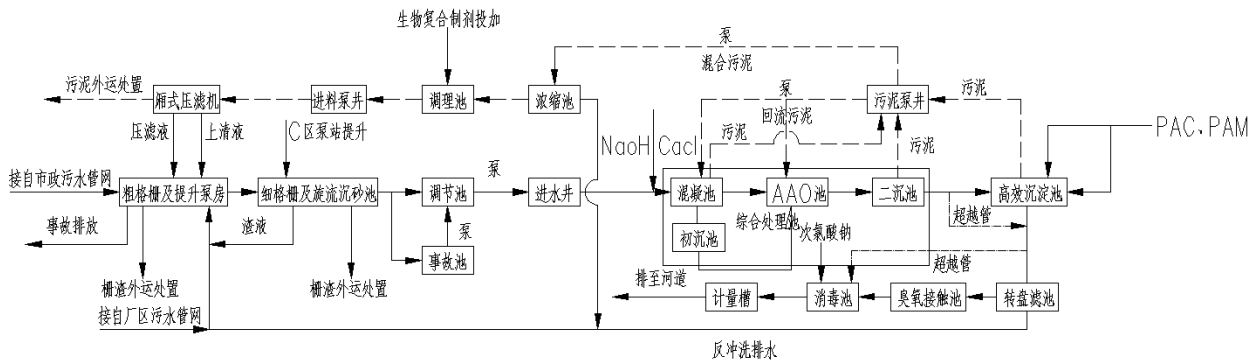 生物复合制剂投加
泵
混合污泥
污泥外运处置
厢式压滤机
进料泵井
调理池
浓缩池
泵
污泥泵井
污泥
压滤液
上清液
C区泵站提升
回流污泥
污泥
污泥
NaoH
Cacl
PAC、PAM
接自市政污水管网
粗格栅及提升泵房
细格栅及旋流沉砂池
调节池
泵
进水井
混凝池
AAO池
二沉池
高效沉淀池
事故排放
渣液
泵
事故池
初沉池
综合处理池
次氯酸钠
超越管
超越管
栅渣外运处置
栅渣外运处置
排至河道
计量槽
消毒池
臭氧接触池
转盘滤池
接自厂区污水管网
反冲洗排水